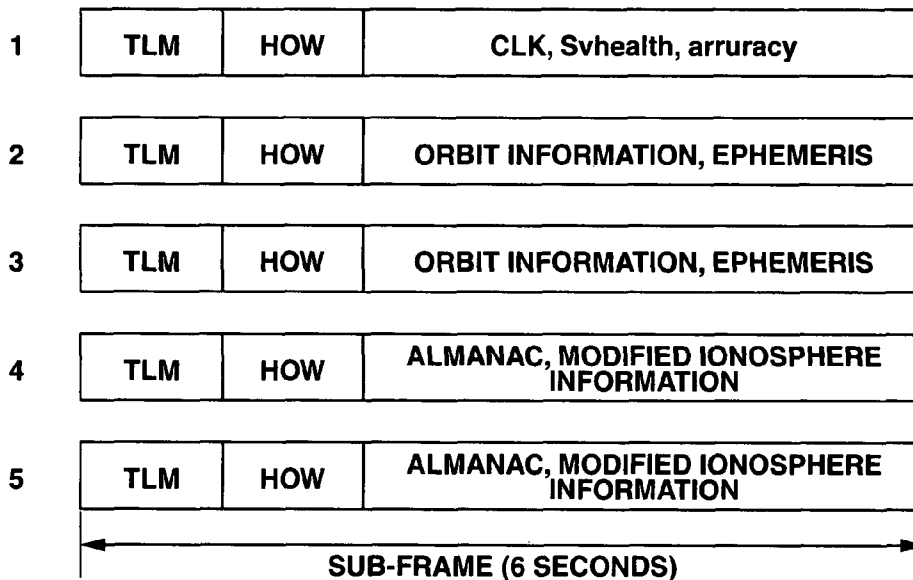 1 TLM HOW CLK, Svhealth, arruracy
2 TLM HOW ORBIT INFORMATION, EPHEMERIS
3 TLM HOW ORBIT INFORMATION, EPHEMERIS
4 TLM HOW ALMANAC, MODIFIED IONOSPHERE
INFORMATION
5 TLM HOW ALMANAC, MODIFIED IONOSPHERE
INFORMATION
SUB-FRAME (6 SECONDS)